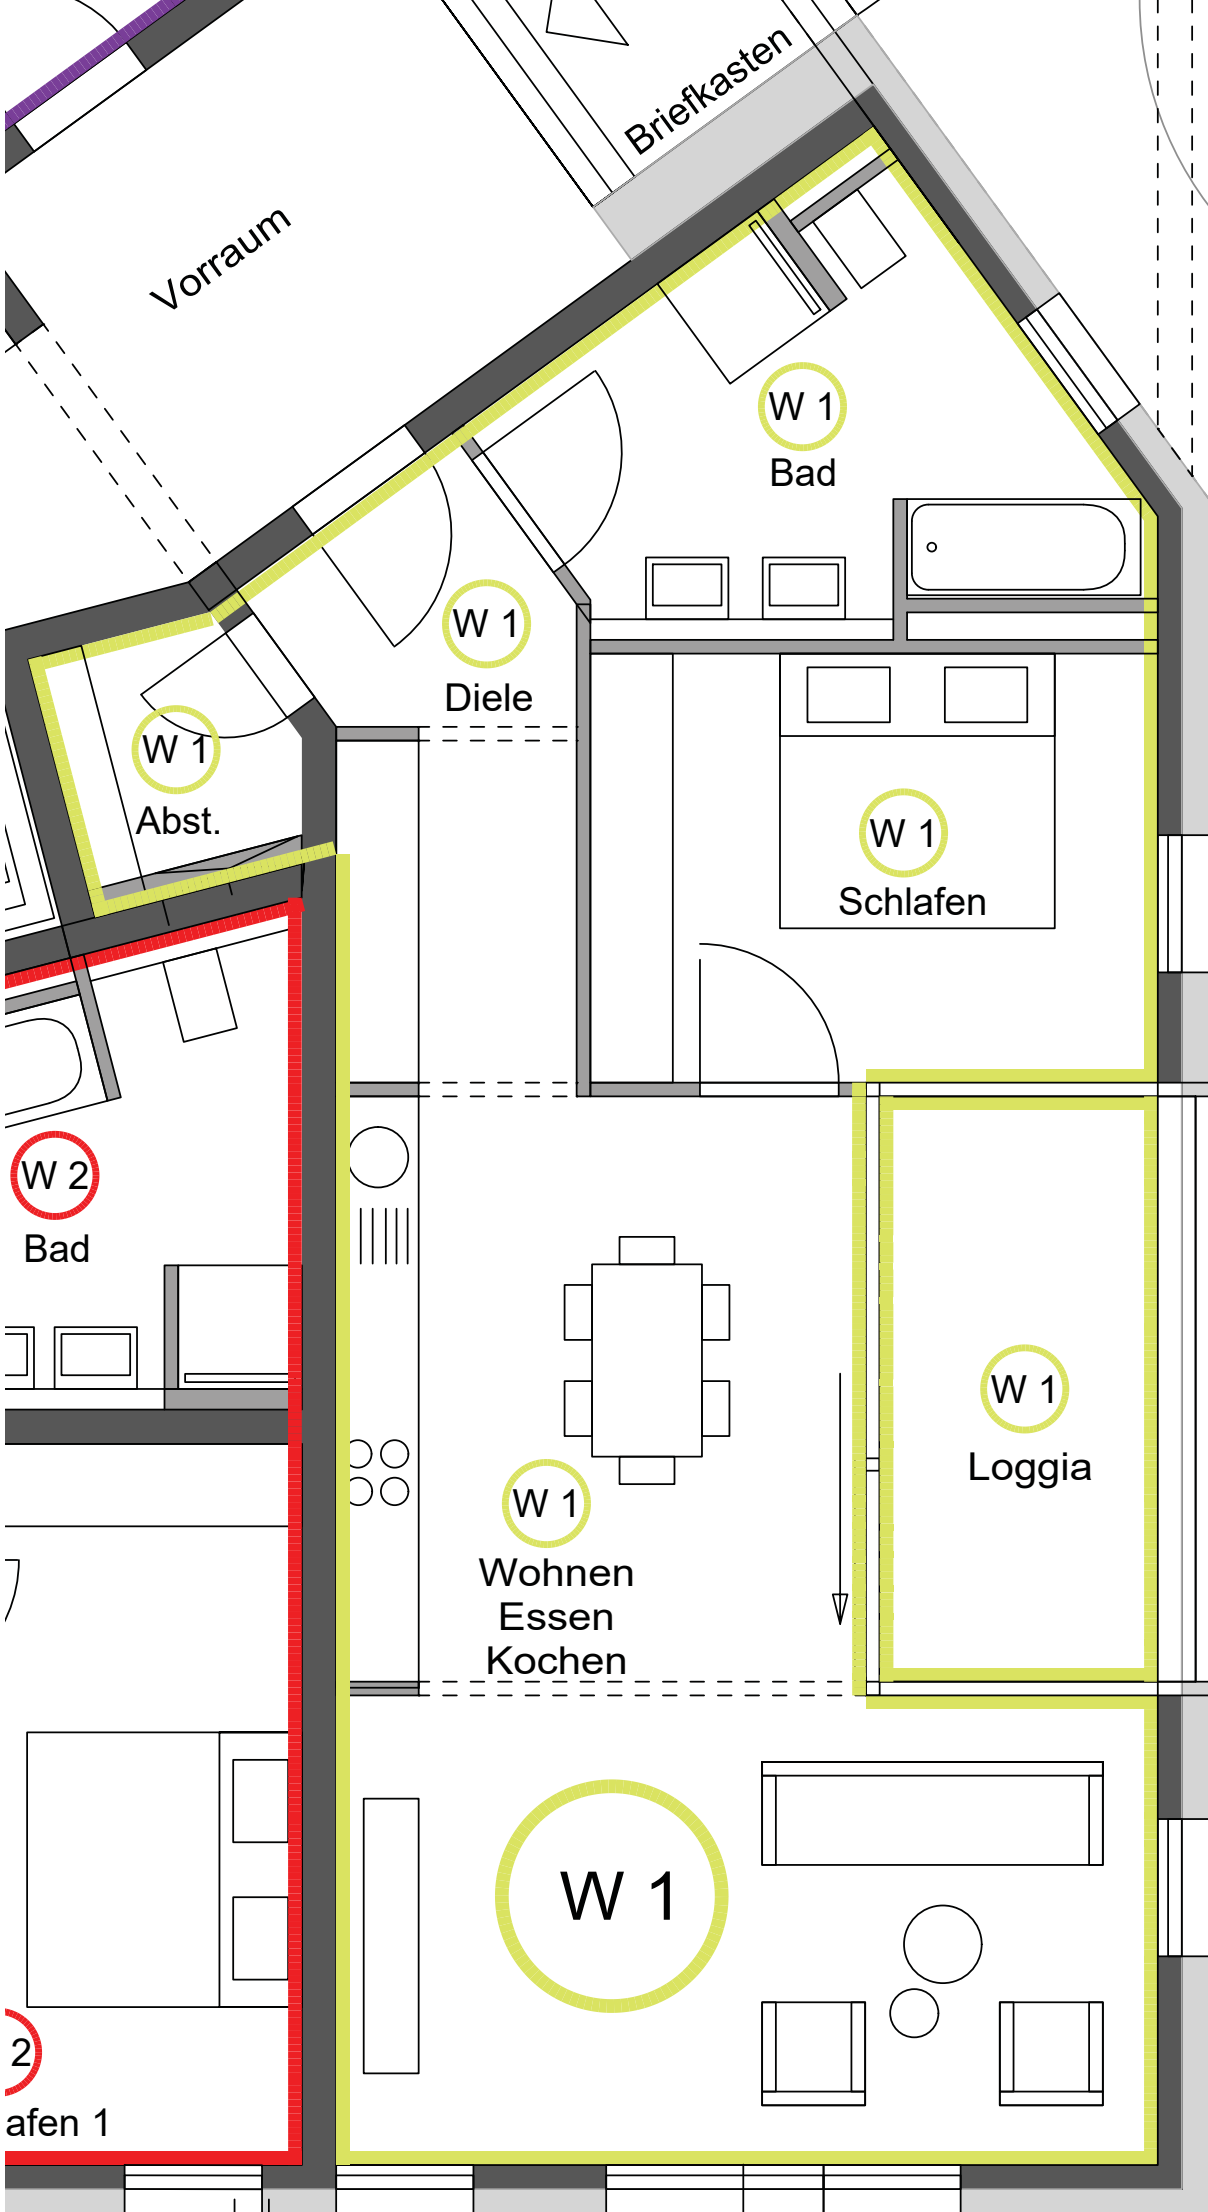 Briefkasten
Vorraum
W 1
Bad
W 1
Diele
W 1
Abst.
W 1
Schlafen
W 2
Bad
W 1
Loggia
W 1
Wohnen
Essen
Kochen
W 1
2
afen 1